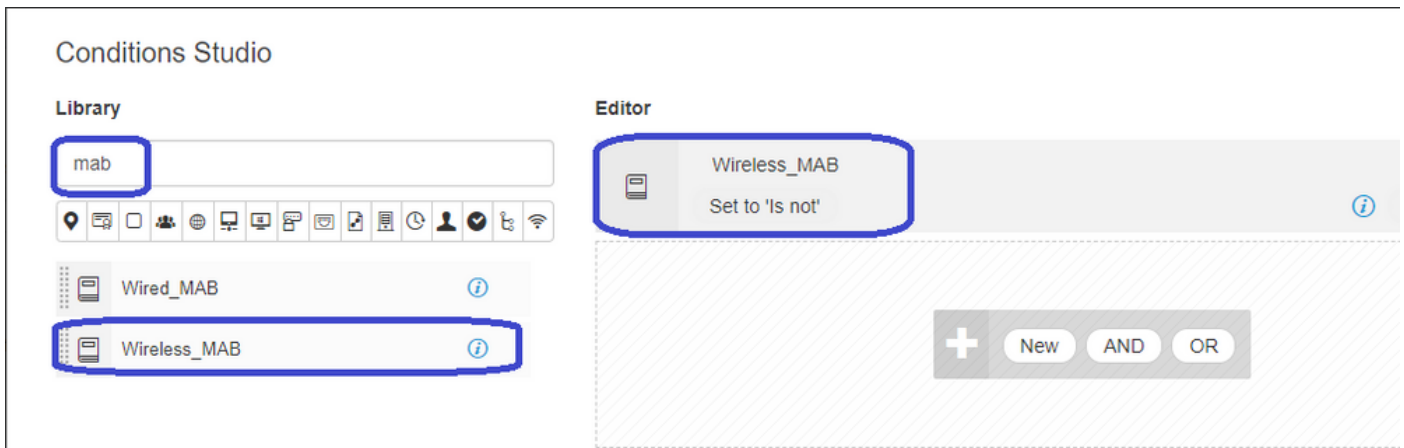 Conditions Studio
Library
mab
Wired_MAB
Wireless_MAB
Editor
Wireless_MAB
Set to 'Is not'
New AND OR